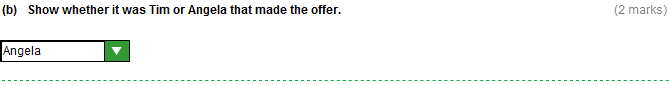 (b) Show whether it was Tim or Angela that made the offer. (2 marks)
Angela